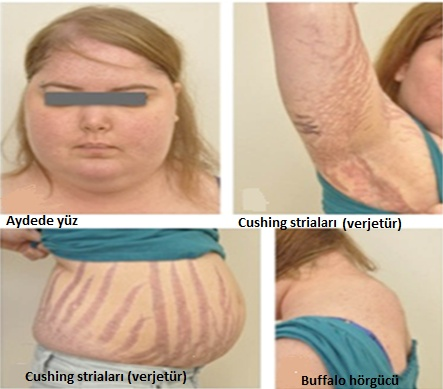 Aydede yüz
Cushing striaları (verjetür)
Cushing striaları (verjetür)
Buffalo hörgücü